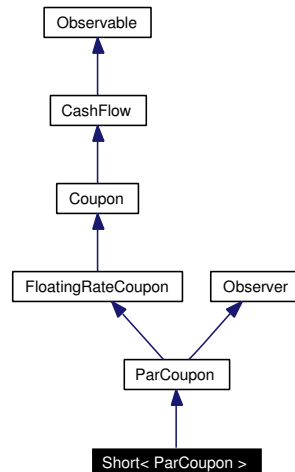 Observable
CashFlow
Coupon
FloatingRateCoupon
Observer
ParCoupon
Short< ParCoupon >